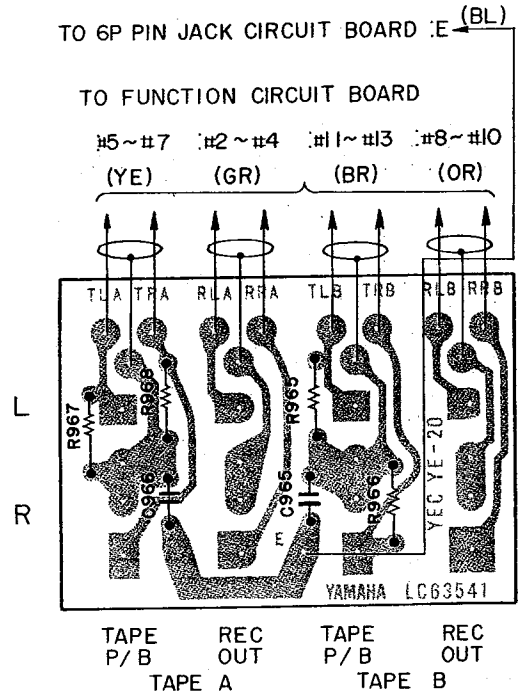 (BL)
TO 6P PIN JACK CIRCUIT BOARD :E
TO FUNCTION CIRCUIT BOARD
#5~#7 #2~#4 #11~#13 #8~#10
(YE) (GR) (BR) (OR)
TLA TRA RLA RRA TLB TRB RLB RRB
L
R967
R968
R965
R
C966
C965
R966
YEC YE-20
E
YAMAHA LC63541
TAPE P/B REC OUT TAPE P/B REC OUT
TAPE A TAPE B